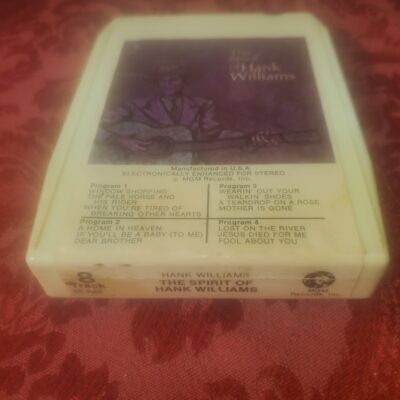 The
Spirit
of Hank
Williams
Manufactured in U.S.A.
ELECTRONICALLY ENHANCED FOR STEREO
MGM Records, Inc.
Program 1
WINDOW SHOPPING
THE PALE HORSE AND
HIS RIDER
WHEN YOU'RE TIRED OF
BREAKING OTHER HEARTS
Program 2
A HOME IN HEAVEN
IF YOU'LL BE A BABY (TO ME)
DEAR BROTHER
Program 3
WEARIN' OUT YOUR
WALKIN' SHOES
A TEARDROP ON A ROSE
MOTHER IS GONE
Program 4
LOST ON THE RIVER
JESUS DIED FOR ME
FOOL ABOUT YOU
8
Track
HANK WILLIAMS
THE SPIRIT OF
HANK WILLIAMS
MGM
Records, Inc.